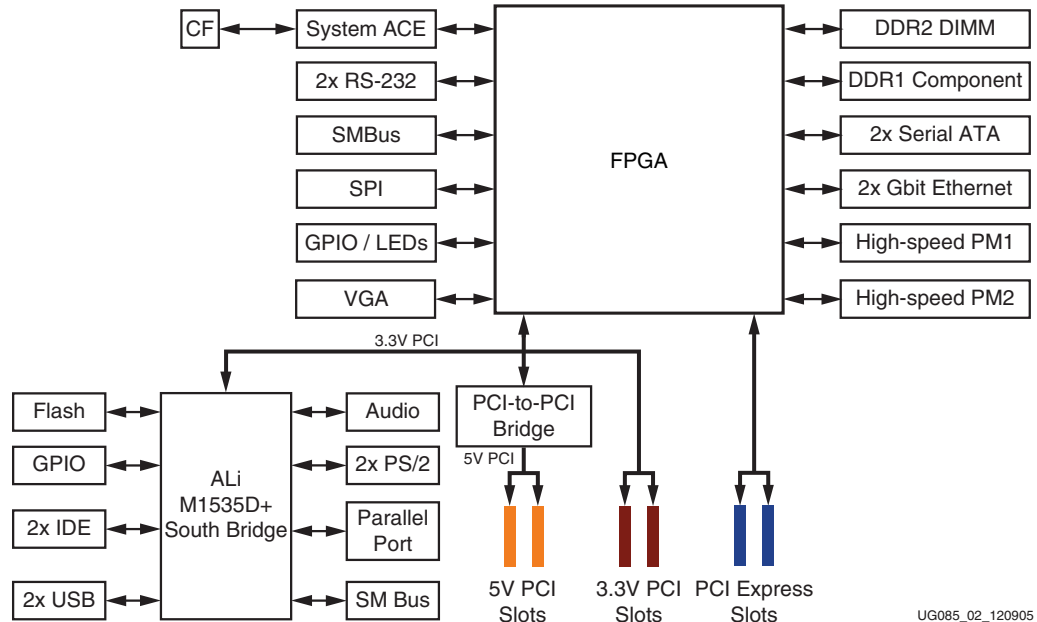 CF
System ACE
2x RS-232
SMBus
SPI
GPIO / LEDs
VGA
FPGA
DDR2 DIMM
DDR1 Component
2x Serial ATA
2x Gbit Ethernet
High-speed PM1
High-speed PM2
3.3V PCI
Flash
GPIO
2x IDE
2x USB
ALi
M1535D+
South Bridge
Audio
2x PS/2
Parallel
Port
SM Bus
PCI-to-PCI
Bridge
5V PCI
5V PCI
Slots
3.3V PCI
Slots
PCI Express
Slots
UG085_02_120905